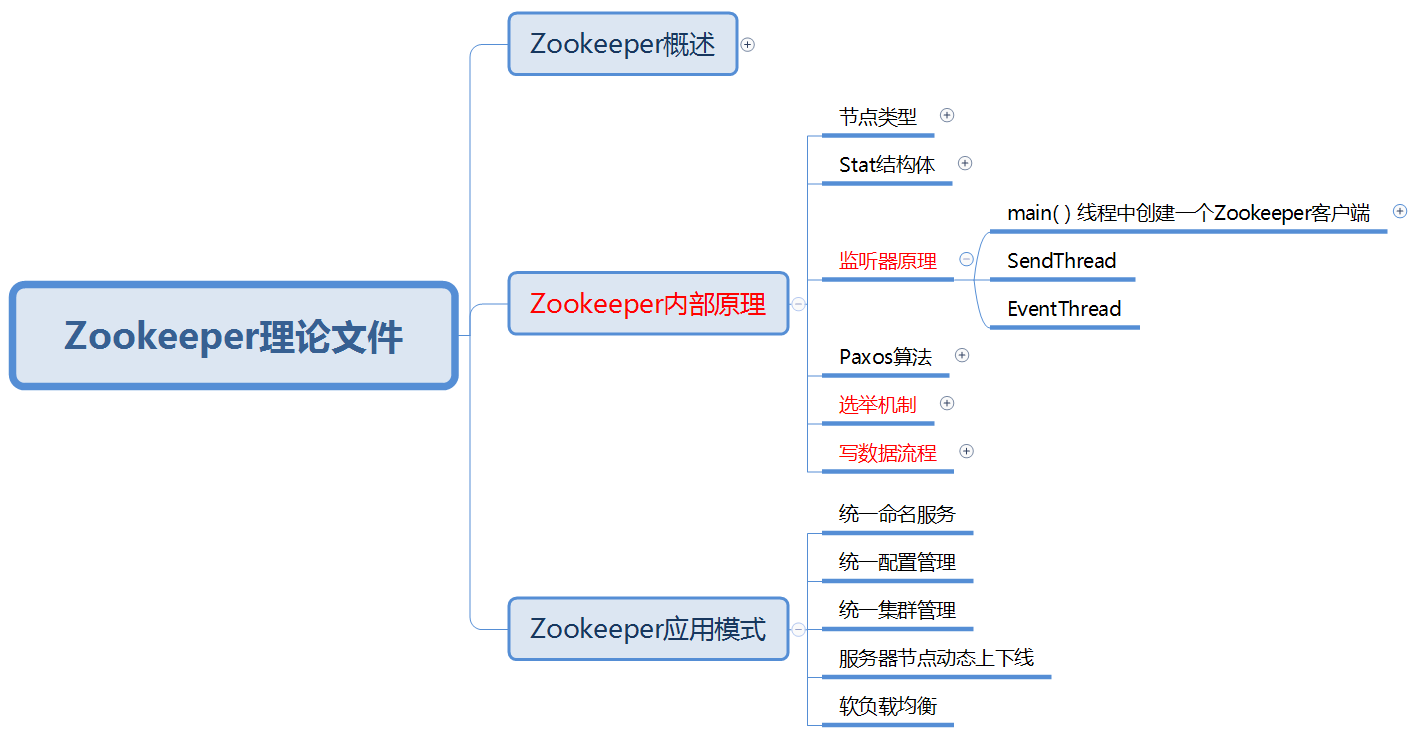 Zookeeper理论文件
Zookeeper概述
Zookeeper内部原理
节点类型
Stat结构体
监听器原理
main( ) 线程中创建一个Zookeeper客户端
SendThread
EventThread
Paxos算法
选举机制
写数据流程
Zookeeper应用模式
统一命名服务
统一配置管理
统一集群管理
服务器节点动态上下线
软负载均衡